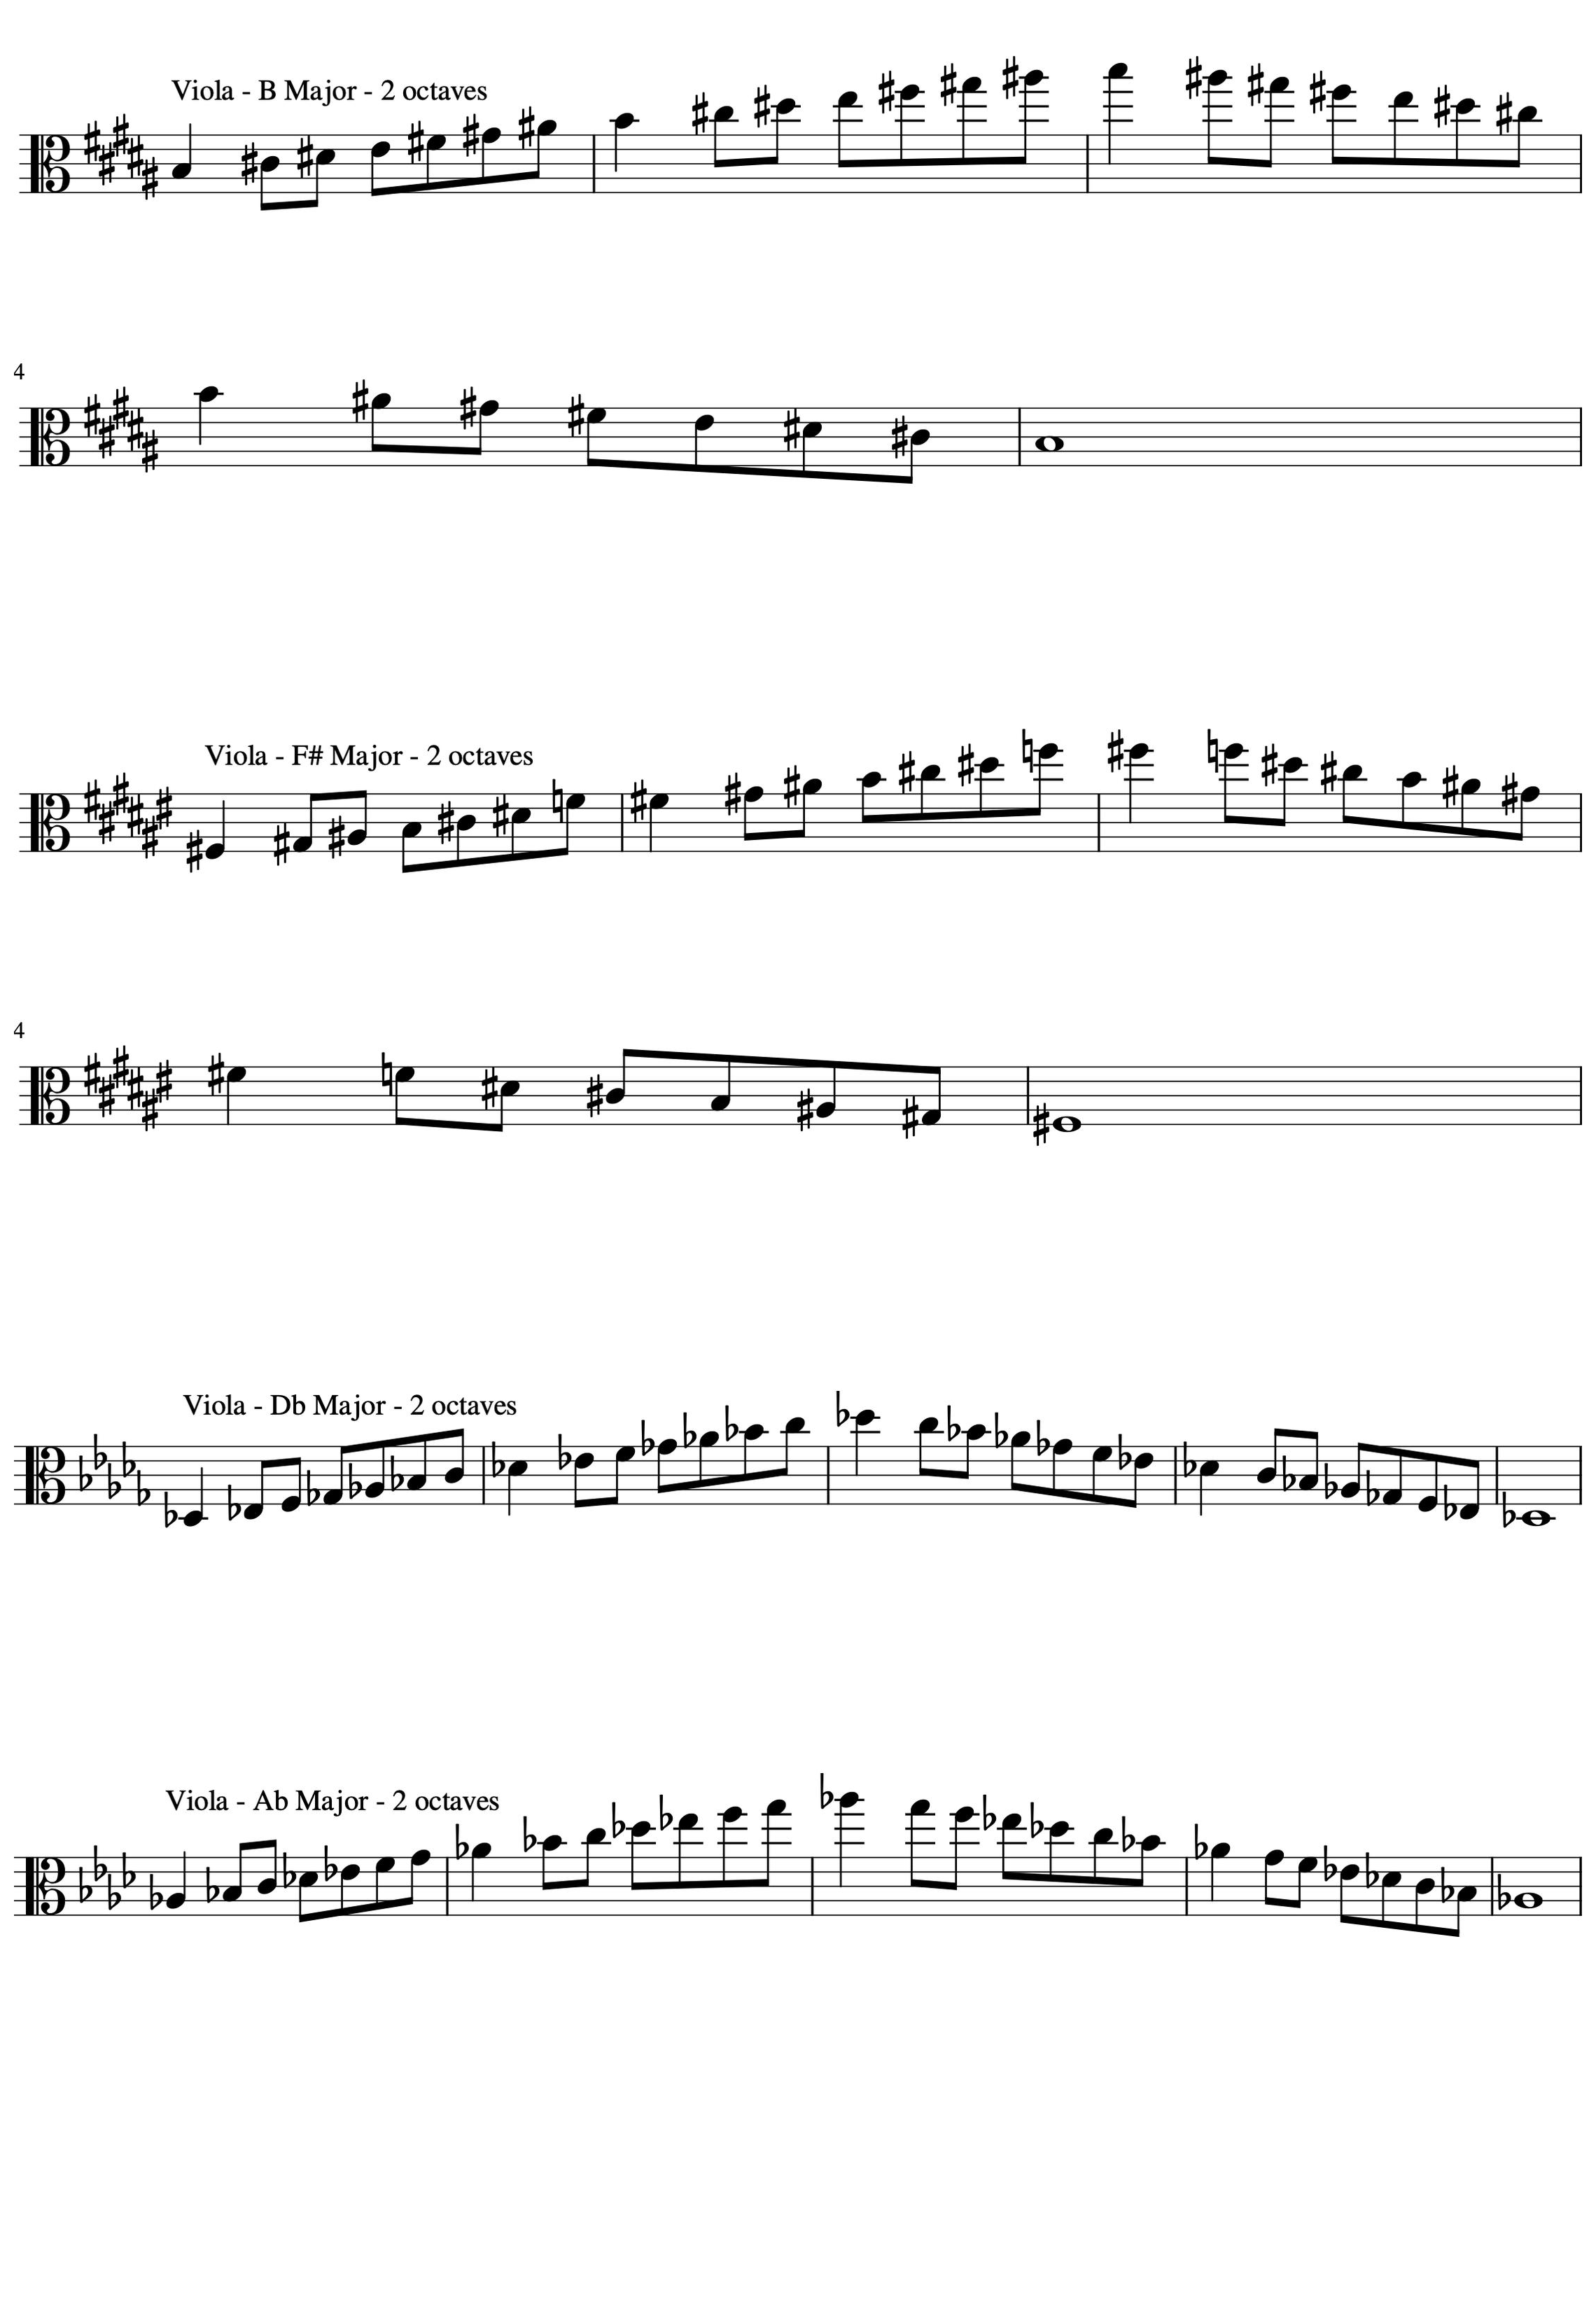 Viola - B Major - 2 octaves
4
Viola - F# Major - 2 octaves
4
Viola - Db Major - 2 octaves
Viola - Ab Major - 2 octaves